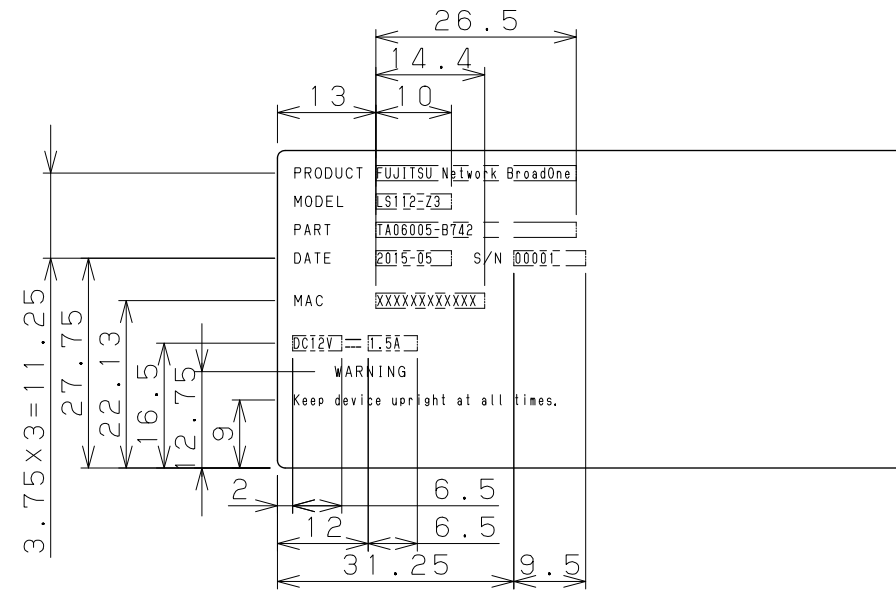 26.5
14.4
13 10
PRODUCT FUJITSU Network BroadOne
MODEL LS112-Z3
PART TA06005-B742
DATE 2015-05 S/N 00001
MAC XXXXXXXXXXXX
DC12V 1.5A
WARNING
Keep device upright at all times.
3.75×3=11.25
27.75
22.13
16.5
12.75
9
2 6.5
12 6.5
31.25 9.5